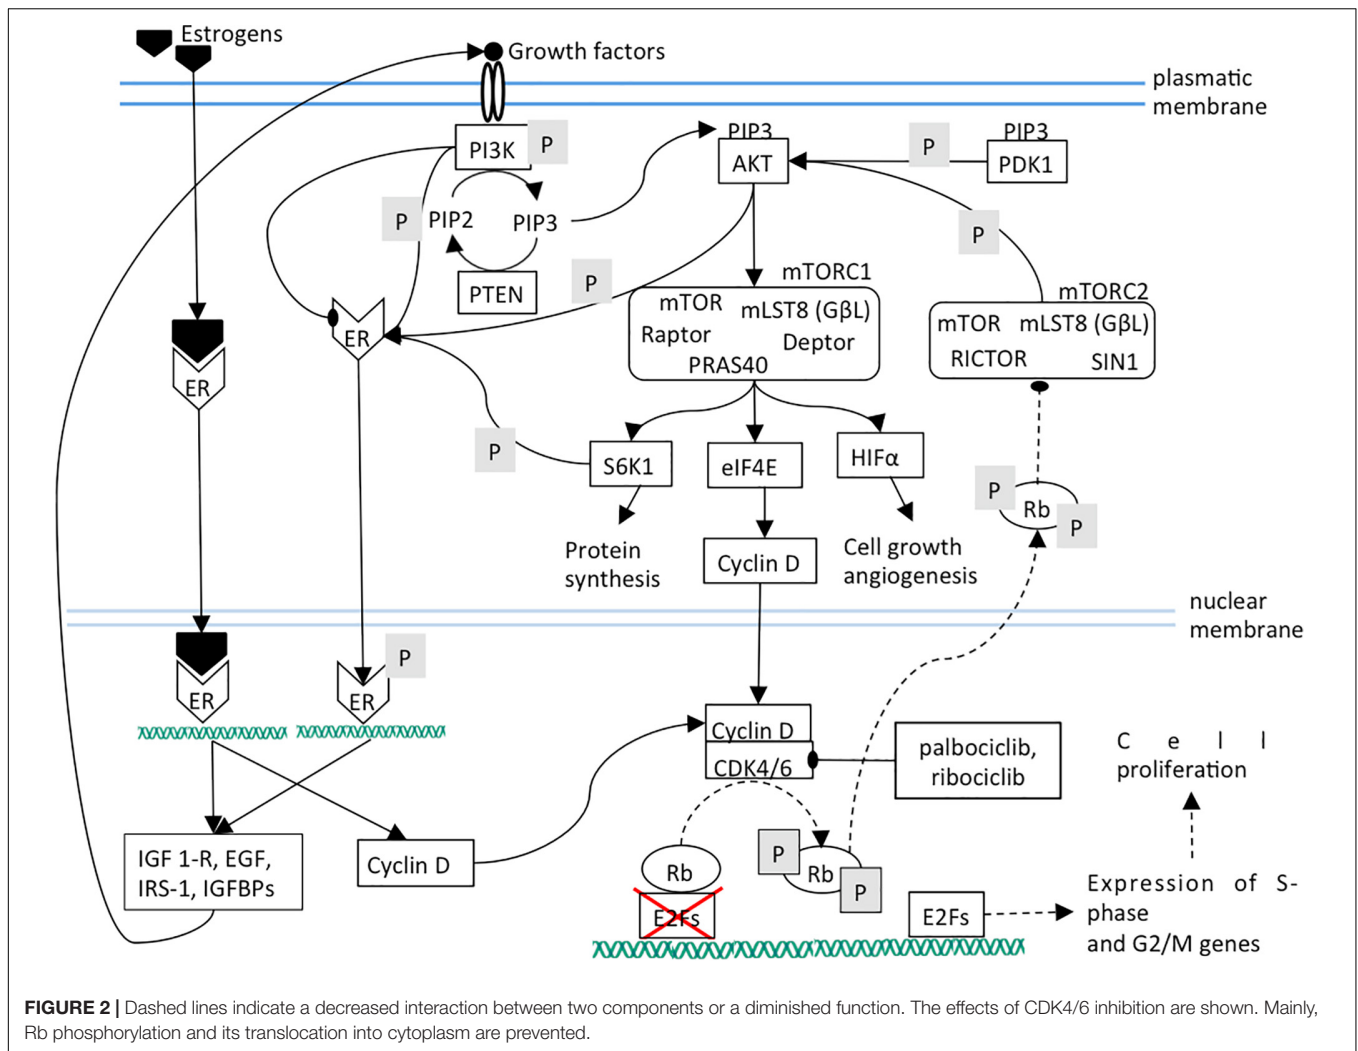 Estrogens
Growth factors
plasmatic
membrane
PI3K
P
PIP3
AKT
P
PIP3
PDK1
P
PIP2
PIP3
P
PTEN
P
mTORC1
mTOR
mLST8 (GβL)
Raptor
Deptor
PRAS40
mTORC2
mTOR
mLST8 (GβL)
RICTOR
SIN1
ER
ER
P
S6K1
eIF4E
HIFα
P
Rb
P
Protein
synthesis
Cyclin D
Cell growth
angiogenesis
nuclear
membrane
ER
ER
P
Cyclin D
CDK4/6
palbociclib,
ribociclib
C e l l
proliferation
IGF 1-R, EGF,
IRS-1, IGFBPs
Cyclin D
Rb
E2Fs
P
Rb
P
E2Fs
Expression of S-
phase
and G2/M genes
FIGURE 2 | Dashed lines indicate a decreased interaction between two components or a diminished function. The effects of CDK4/6 inhibition are shown. Mainly,
Rb phosphorylation and its translocation into cytoplasm are prevented.